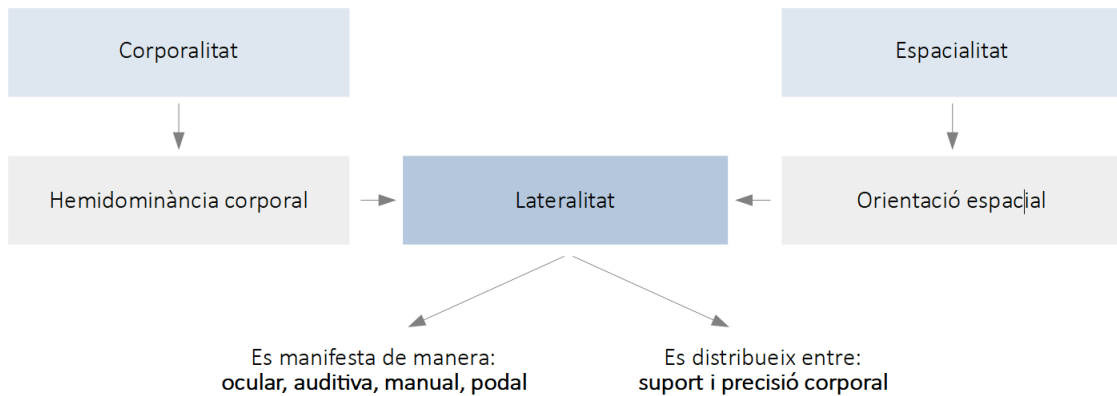 Corporalitat
Espacialitat
Hemidominància corporal
Lateralitat
Orientació espacial
Es manifesta de manera:
ocular, auditiva, manual, podal
Es distribueix entre:
suport i precisió corporal